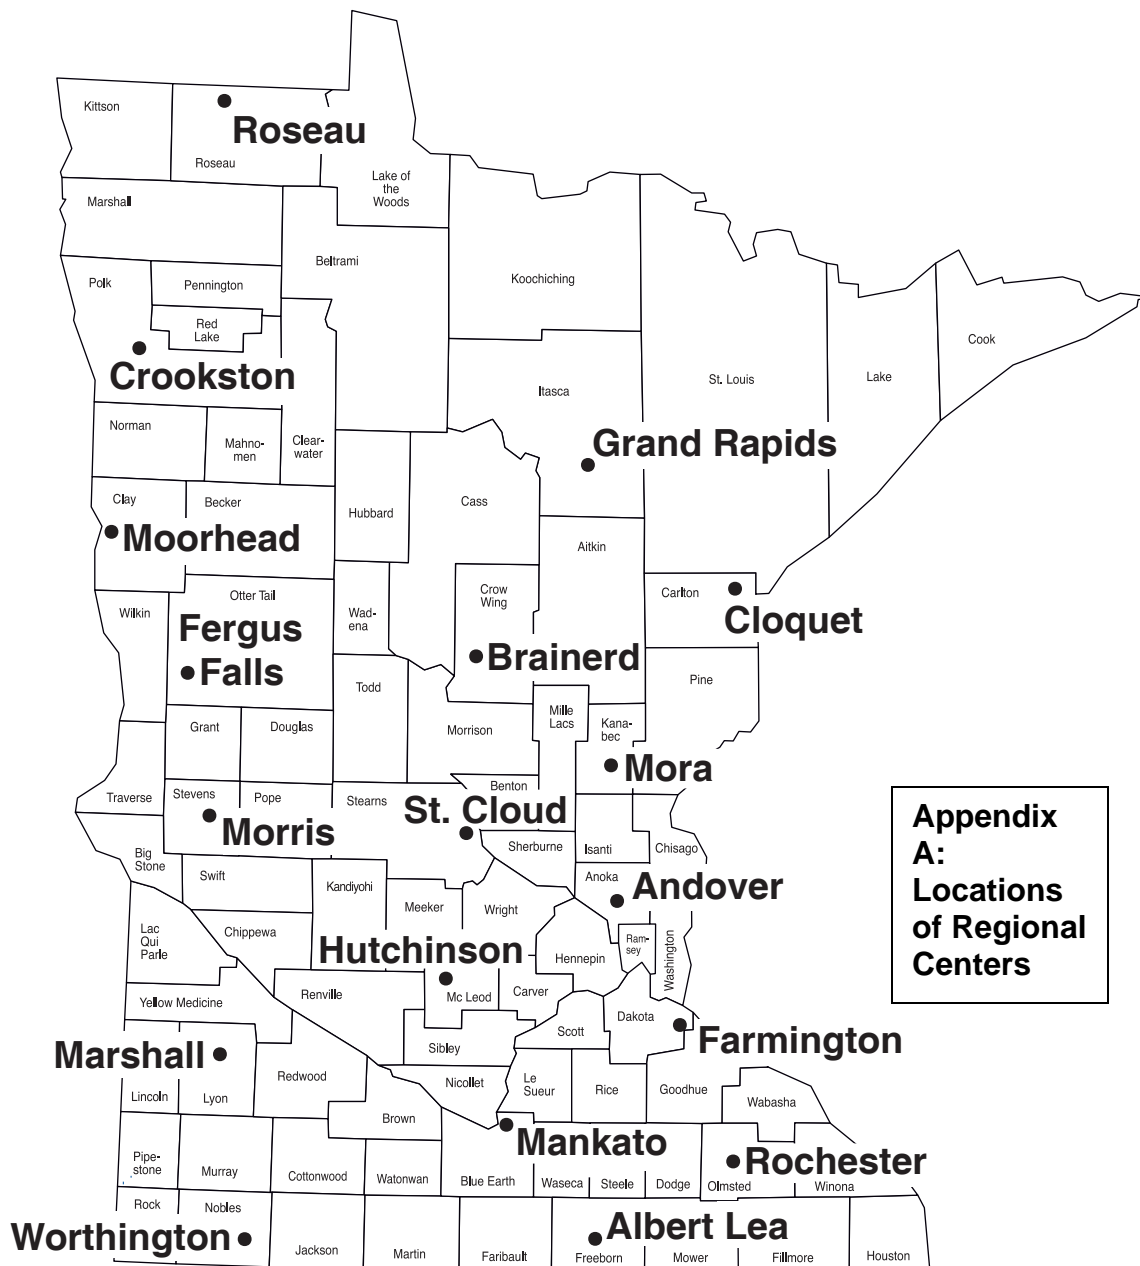 Kittson
Roseau
Roseau
Lake of
the
Woods
Marshall
Beltrami
Koochiching
Polk
Pennington
Red
Lake
Crookston
Cook
St. Louis
Lake
Itasca
Norman
Mahno-
men
Clear-
water
Grand Rapids
Clay
Becker
Hubbard
Cass
Moorhead
Aitkin
Otter Tail
Wilkin
Wad-
ena
Crow
Wing
Carlton
Cloquet
Fergus
Falls
Brainerd
Todd
Pine
Grant
Douglas
Morrison
Mille
Lacs
Kana-
bec
Mora
Traverse
Stevens
Pope
Stearns
Benton
Morris
St. Cloud
Sherburne
Isanti
Chisago
Big
Stone
Swift
Kandiyohi
Meeker
Wright
Anoka
Andover
Lac
Qui
Parle
Chippewa
Hutchinson
Hennepin
Ram-
sey
Washington
Yellow Medicine
Renville
Mc Leod
Carver
Scott
Dakota
Farmington
Marshall
Sibley
Lincoln
Lyon
Redwood
Nicollet
Le
Sueur
Rice
Goodhue
Wabasha
Brown
Mankato
Rochester
Pipe-
stone
Murray
Cottonwood
Watonwan
Blue Earth
Waseca
Steele
Dodge
Olmsted
Winona
Rock
Nobles
Worthington
Jackson
Martin
Faribault
Albert Lea
Freeborn
Mower
Fillmore
Houston
Appendix
A:
Locations
of Regional
Centers